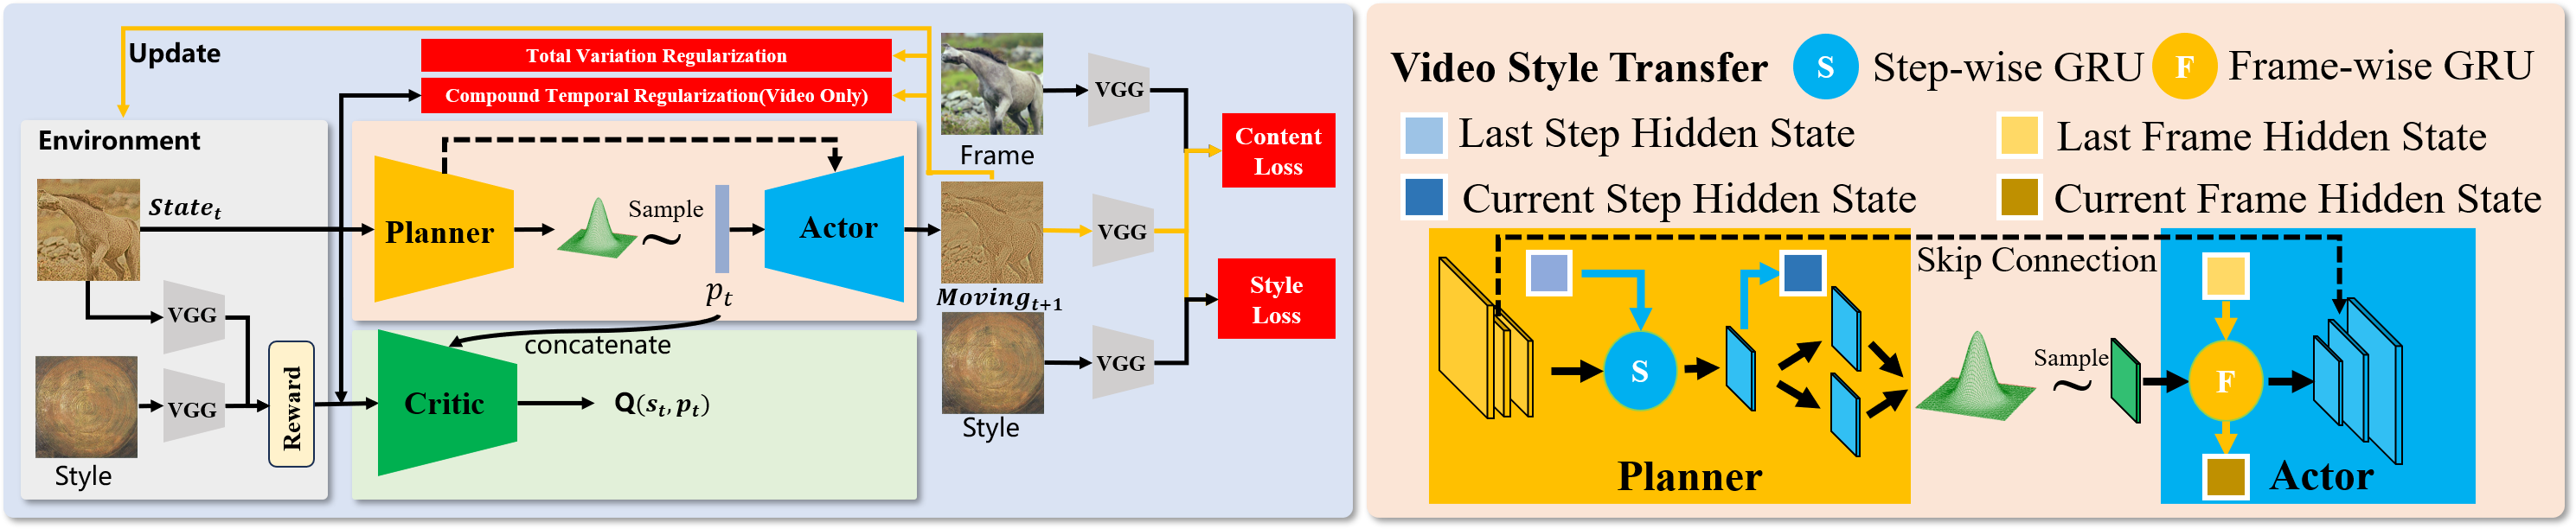 Update
Total Variation Regularization
Compound Temporal Regularization(Video Only)
Environment
State_t
VGG
VGG
Style
Reward
Planner
Sample
~
p_t
Actor
concatenate
Critic
Q(s_t, p_t)
Frame
Moving_{t+1}
Style
VGG
VGG
VGG
Content
Loss
Style
Loss
Video Style Transfer
S
Step-wise GRU
F
Frame-wise GRU
Last Step Hidden State
Last Frame Hidden State
Current Step Hidden State
Current Frame Hidden State
Skip Connection
S
Planner
Sample
~
F
Actor